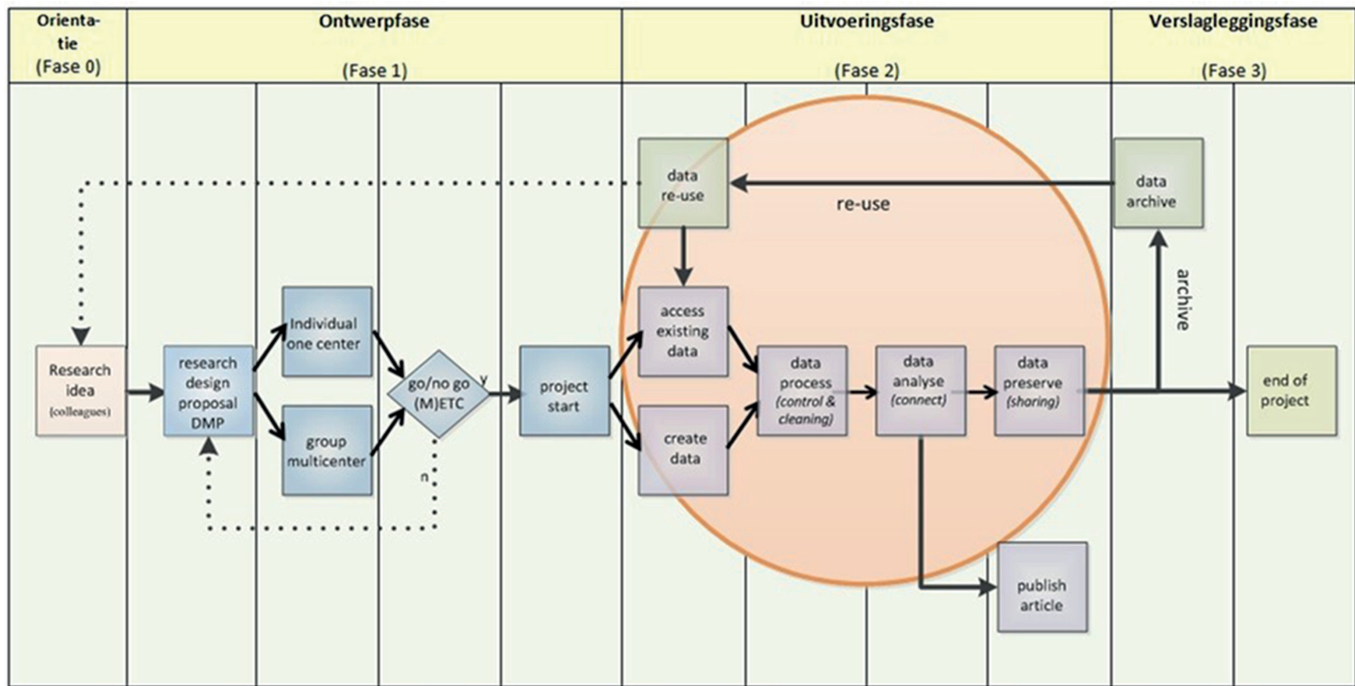 Orienta-
tie
(Fase 0)
Ontwerpfase
(Fase 1)
Uitvoeringsfase
(Fase 2)
Verslagleggingsfase
(Fase 3)
data
re-use
re-use
data
archive
archive
Research
idea
(colleagues)
research
design
proposal
DMP
Individual
one center
group
multicenter
go/no go
(M)ETC
y
n
project
start
access
existing
data
create
data
data
process
(control &
cleaning)
data
analyse
(connect)
data
preserve
(sharing)
end of
project
publish
article